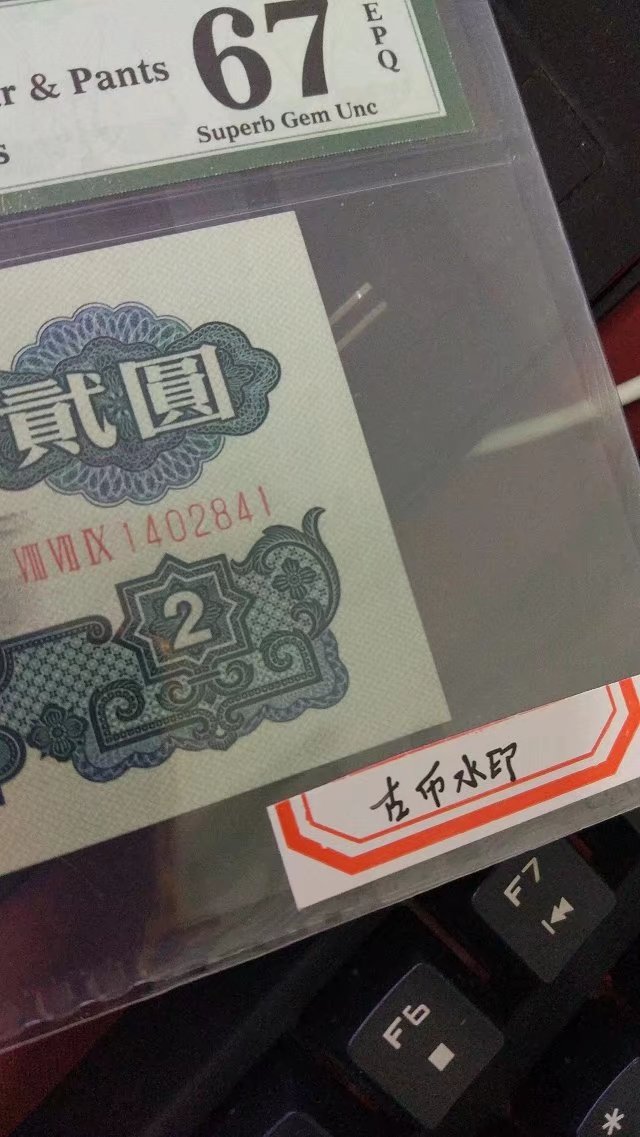 r & Pants
67
EPQ
s
Superb Gem Unc
貳圓
VIII VII IX 1402841
2
古币水印
F7
F6
*